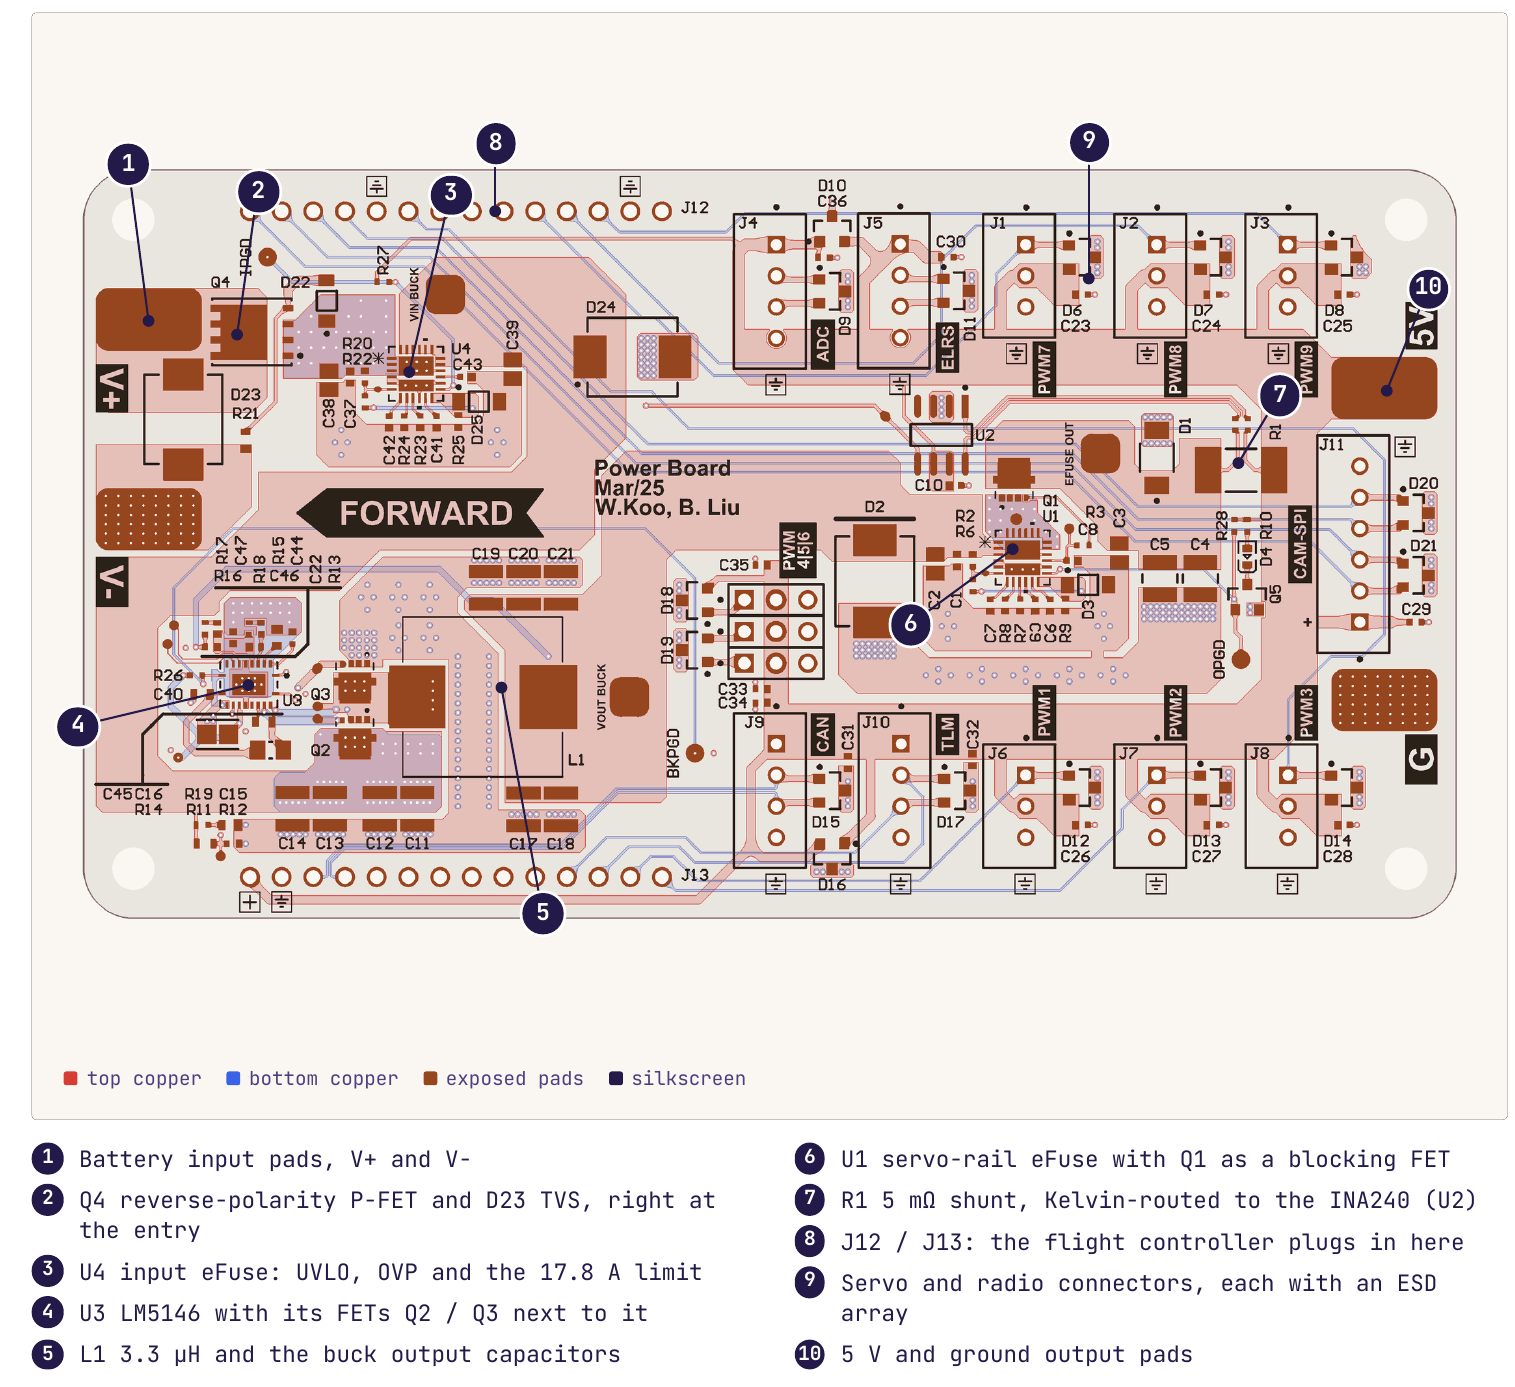 1
2
3
8
9
10
J12
IPGD
Q4
D22
R27
VIN BUCK
D24
C39
R20
R22
U4
C43
V+
D23
R21
C38
C37
C42
R24
R23
C41
R25
D25
D10
C36
J4
J5
C30
J1
J2
J3
D9
ADC
D11
ELRS
D6
C23
PWM7
D7
C24
PWM8
D8
C25
PWM9
5V
7
U2
C10
EFUSE OUT
D1
R1
J11
Power Board
Mar/25
W.Koo, B. Liu
FORWARD
V-
R17
C47
R18
R15
C44
R16
C46
C22
R13
C19 C20 C21
C35
PWM
4|5|6
D2
Q1
U1
R2
R6
R3
C8
C3
C5
C4
R28
R10
D4
CAM-SPI
D20
D21
Q5
C29
+
D18
D19
C2
C1
6
C7
R8
R7
63
C6
R9
D3
OPGD
R26
C40
U3
Q3
Q2
4
L1
VOUT BUCK
BKPGD
C33
C34
C45 C16
R14
R19 C15
R11 R12
C14 C13 C12 C11 C17 C18
J9
CAN
C31
J10
TLM
C32
PWM1
PWM2
PWM3
J6
J7
J8
G
D15
D17
D16
D12
C26
D13
C27
D14
C28
J13
5
top copper
bottom copper
exposed pads
silkscreen
1 Battery input pads, V+ and V-
2 Q4 reverse-polarity P-FET and D23 TVS, right at
the entry
3 U4 input eFuse: UVLO, OVP and the 17.8 A limit
4 U3 LM5146 with its FETs Q2 / Q3 next to it
5 L1 3.3 µH and the buck output capacitors
6 U1 servo-rail eFuse with Q1 as a blocking FET
7 R1 5 mΩ shunt, Kelvin-routed to the INA240 (U2)
8 J12 / J13: the flight controller plugs in here
9 Servo and radio connectors, each with an ESD
array
10 5 V and ground output pads